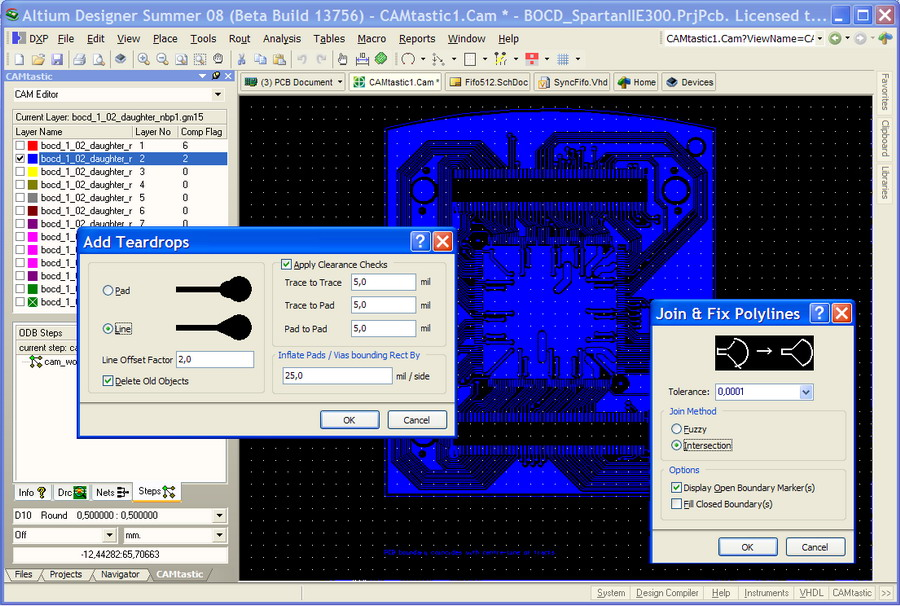 Altium Designer Summer 08 (Beta Build 13756) - CAMtastic1.Cam * - BOCD_SpartanIIE300.PrjPcb. Licensed t...
DXP File Edit View Place Tools Rout Analysis Tables Macro Reports Window Help
CAMtastic1.Cam?ViewName=CA
CAMtastic
(3) PCB Document CAMtastic1.Cam * Fifo512.SchDoc SyncFifo.Vhd Home Devices
CAM Editor
Current Layer: bocd_1_02_daughter_nbp1.gm15
Layer Name Layer No Comp Flag
bocd_1_02_daughter_r 1 6
bocd_1_02_daughter_r 2 2
bocd_1_02_daughter_r 3 0
bocd_1_02_daughter_r 4 0
bocd_1_02_daughter_r 5 0
bocd_1_02_daughter_r 6 0
bocd_1_02_daughter_r 7 0
Favorites
Clipboard
Libraries
ODB Steps
current step: ca
cam_wo
Add Teardrops
Pad
Line
Line Offset Factor 2,0
Delete Old Objects
Apply Clearance Checks
Trace to Trace 5,0 mil
Trace to Pad 5,0 mil
Pad to Pad 5,0 mil
Inflate Pads / Vias bounding Rect By
25,0 mil / side
OK Cancel
Join & Fix Polylines
Tolerance: 0,0001
Join Method
Fuzzy
Intersection
Options
Display Open Boundary Marker(s)
Fill Closed Boundary(s)
OK Cancel
Info Drc Nets Steps
D10 Round 0,500000 : 0,500000
Off mm.
-12,44282:65,70663
Files Projects Navigator CAMtastic
System Design Compiler Help Instruments VHDL CAMtastic >>